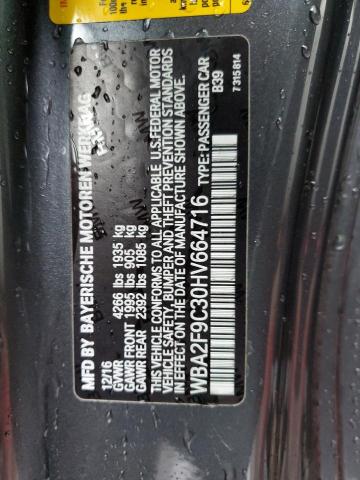 MFD BY BAYERISCHE MOTOREN WERKE AG
12/16
GVWR 4266 lbs 1935 kg
GAWR FRONT 1995 lbs 905 kg
GAWR REAR 2392 lbs 1085 kg
THIS VEHICLE CONFORMS TO ALL APPLICABLE U.S.FEDERAL MOTOR
VEHICLE SAFETY, BUMPER, AND THEFT PREVENTION STANDARDS
IN EFFECT ON THE DATE OF MANUFACTURE SHOWN ABOVE.
WBA2F9C30HV664716 TYPE:PASSENGER CAR
B39
7 315 814